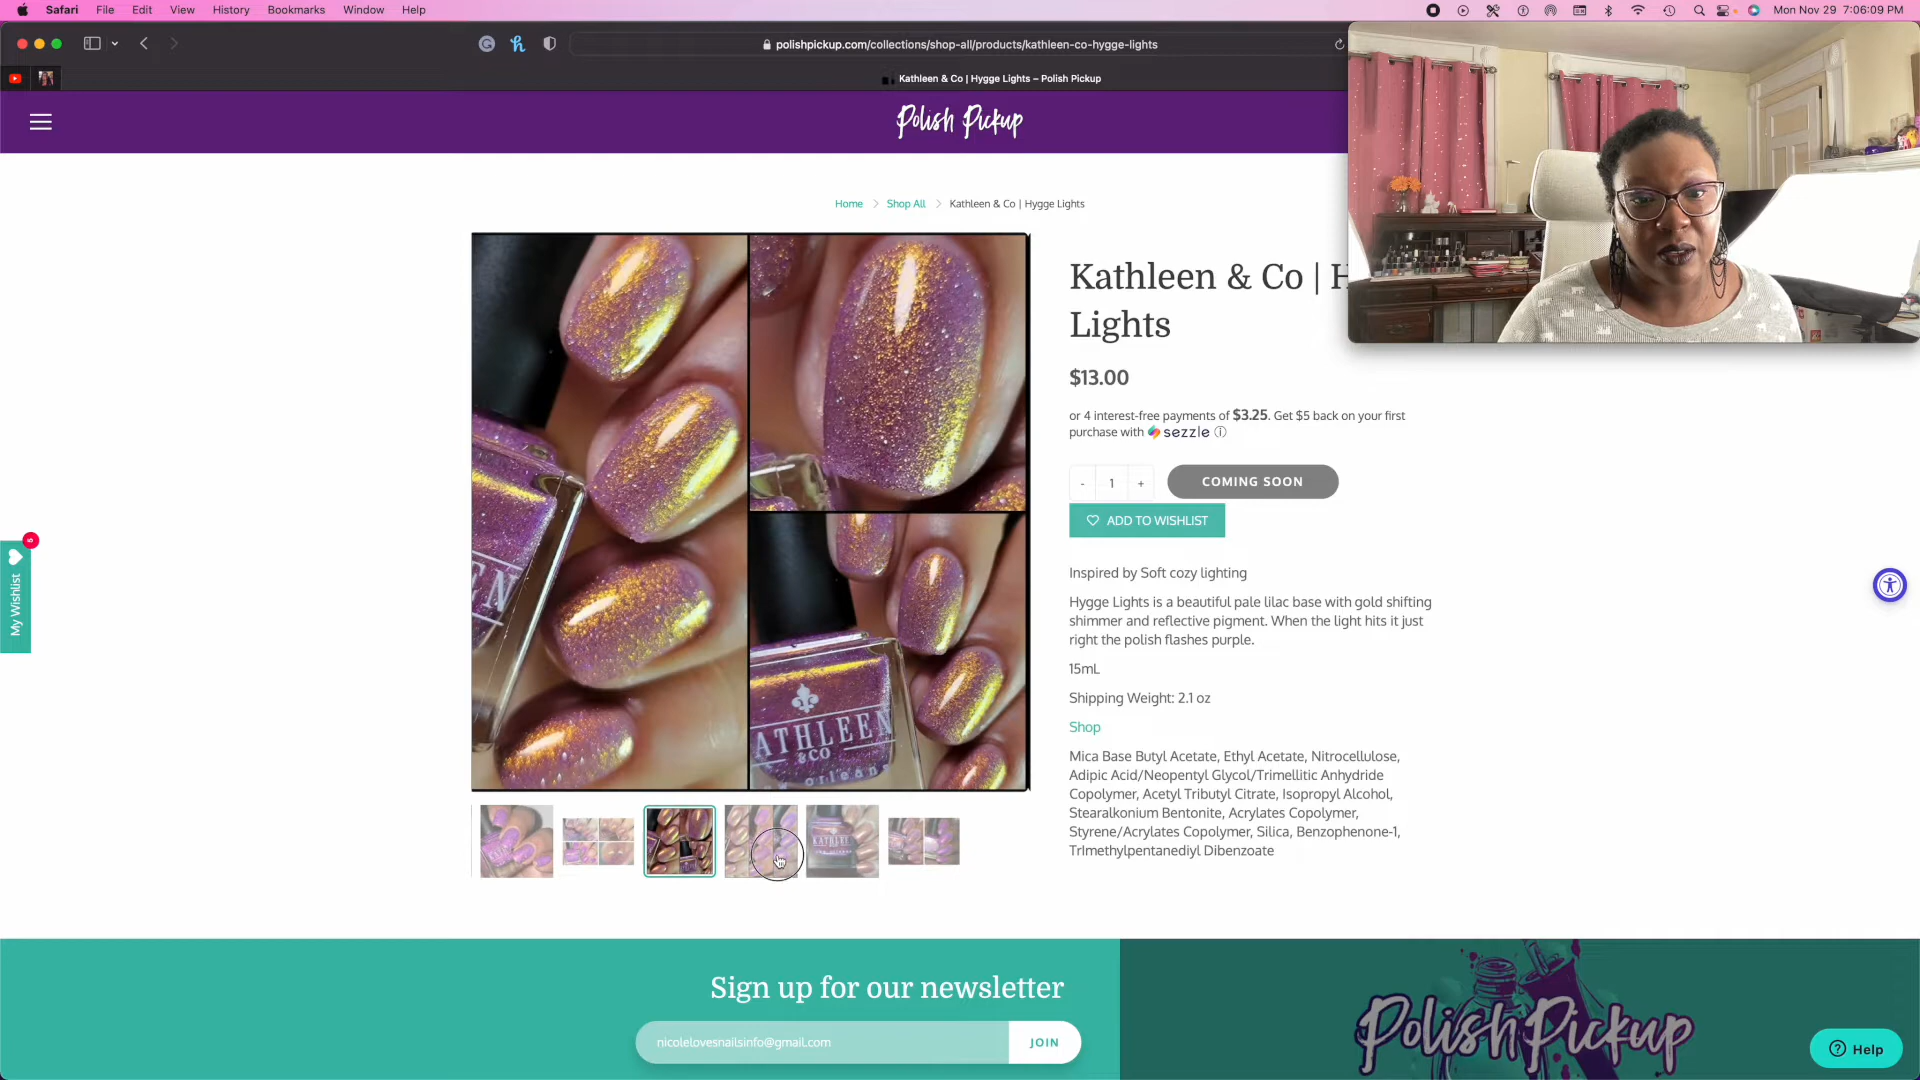 Safari File Edit View History Bookmarks Window Help
Mon Nov 29 7:06:09 PM
polishpickup.com/collections/shop-all/products/kathleen-co-hygge-lights
Kathleen & Co | Hygge Lights – Polish Pickup
Polish Pickup
Home > Shop All > Kathleen & Co | Hygge Lights
Kathleen & Co | H
Lights
$13.00
or 4 interest-free payments of $3.25. Get $5 back on your first
purchase with sezzle
- 1 + COMING SOON
ADD TO WISHLIST
Inspired by Soft cozy lighting
Hygge Lights is a beautiful pale lilac base with gold shifting
shimmer and reflective pigment. When the light hits it just
right the polish flashes purple.
15mL
Shipping Weight: 2.1 oz
Shop
Mica Base Butyl Acetate, Ethyl Acetate, Nitrocellulose,
Adipic Acid/Neopentyl Glycol/Trimellitic Anhydride
Copolymer, Acetyl Tributyl Citrate, Isopropyl Alcohol,
Stearalkonium Bentonite, Acrylates Copolymer,
Styrene/Acrylates Copolymer, Silica, Benzophenone-1,
TrImethylpentanediyl Dibenzoate
My Wishlist
EN
ATHLEEN
&CO
w orleans
KATHLEEN
Sign up for our newsletter
nicolelovesnailsinfo@gmail.com
JOIN
Polish Pickup
Help